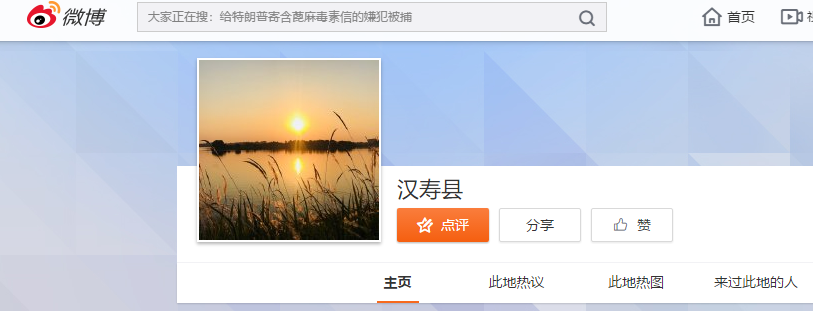 微博
大家正在搜：给特朗普寄含蓖麻毒素信的嫌犯被捕
首页
汉寿县
点评
分享
赞
主页
此地热议
此地热图
来过此地的人